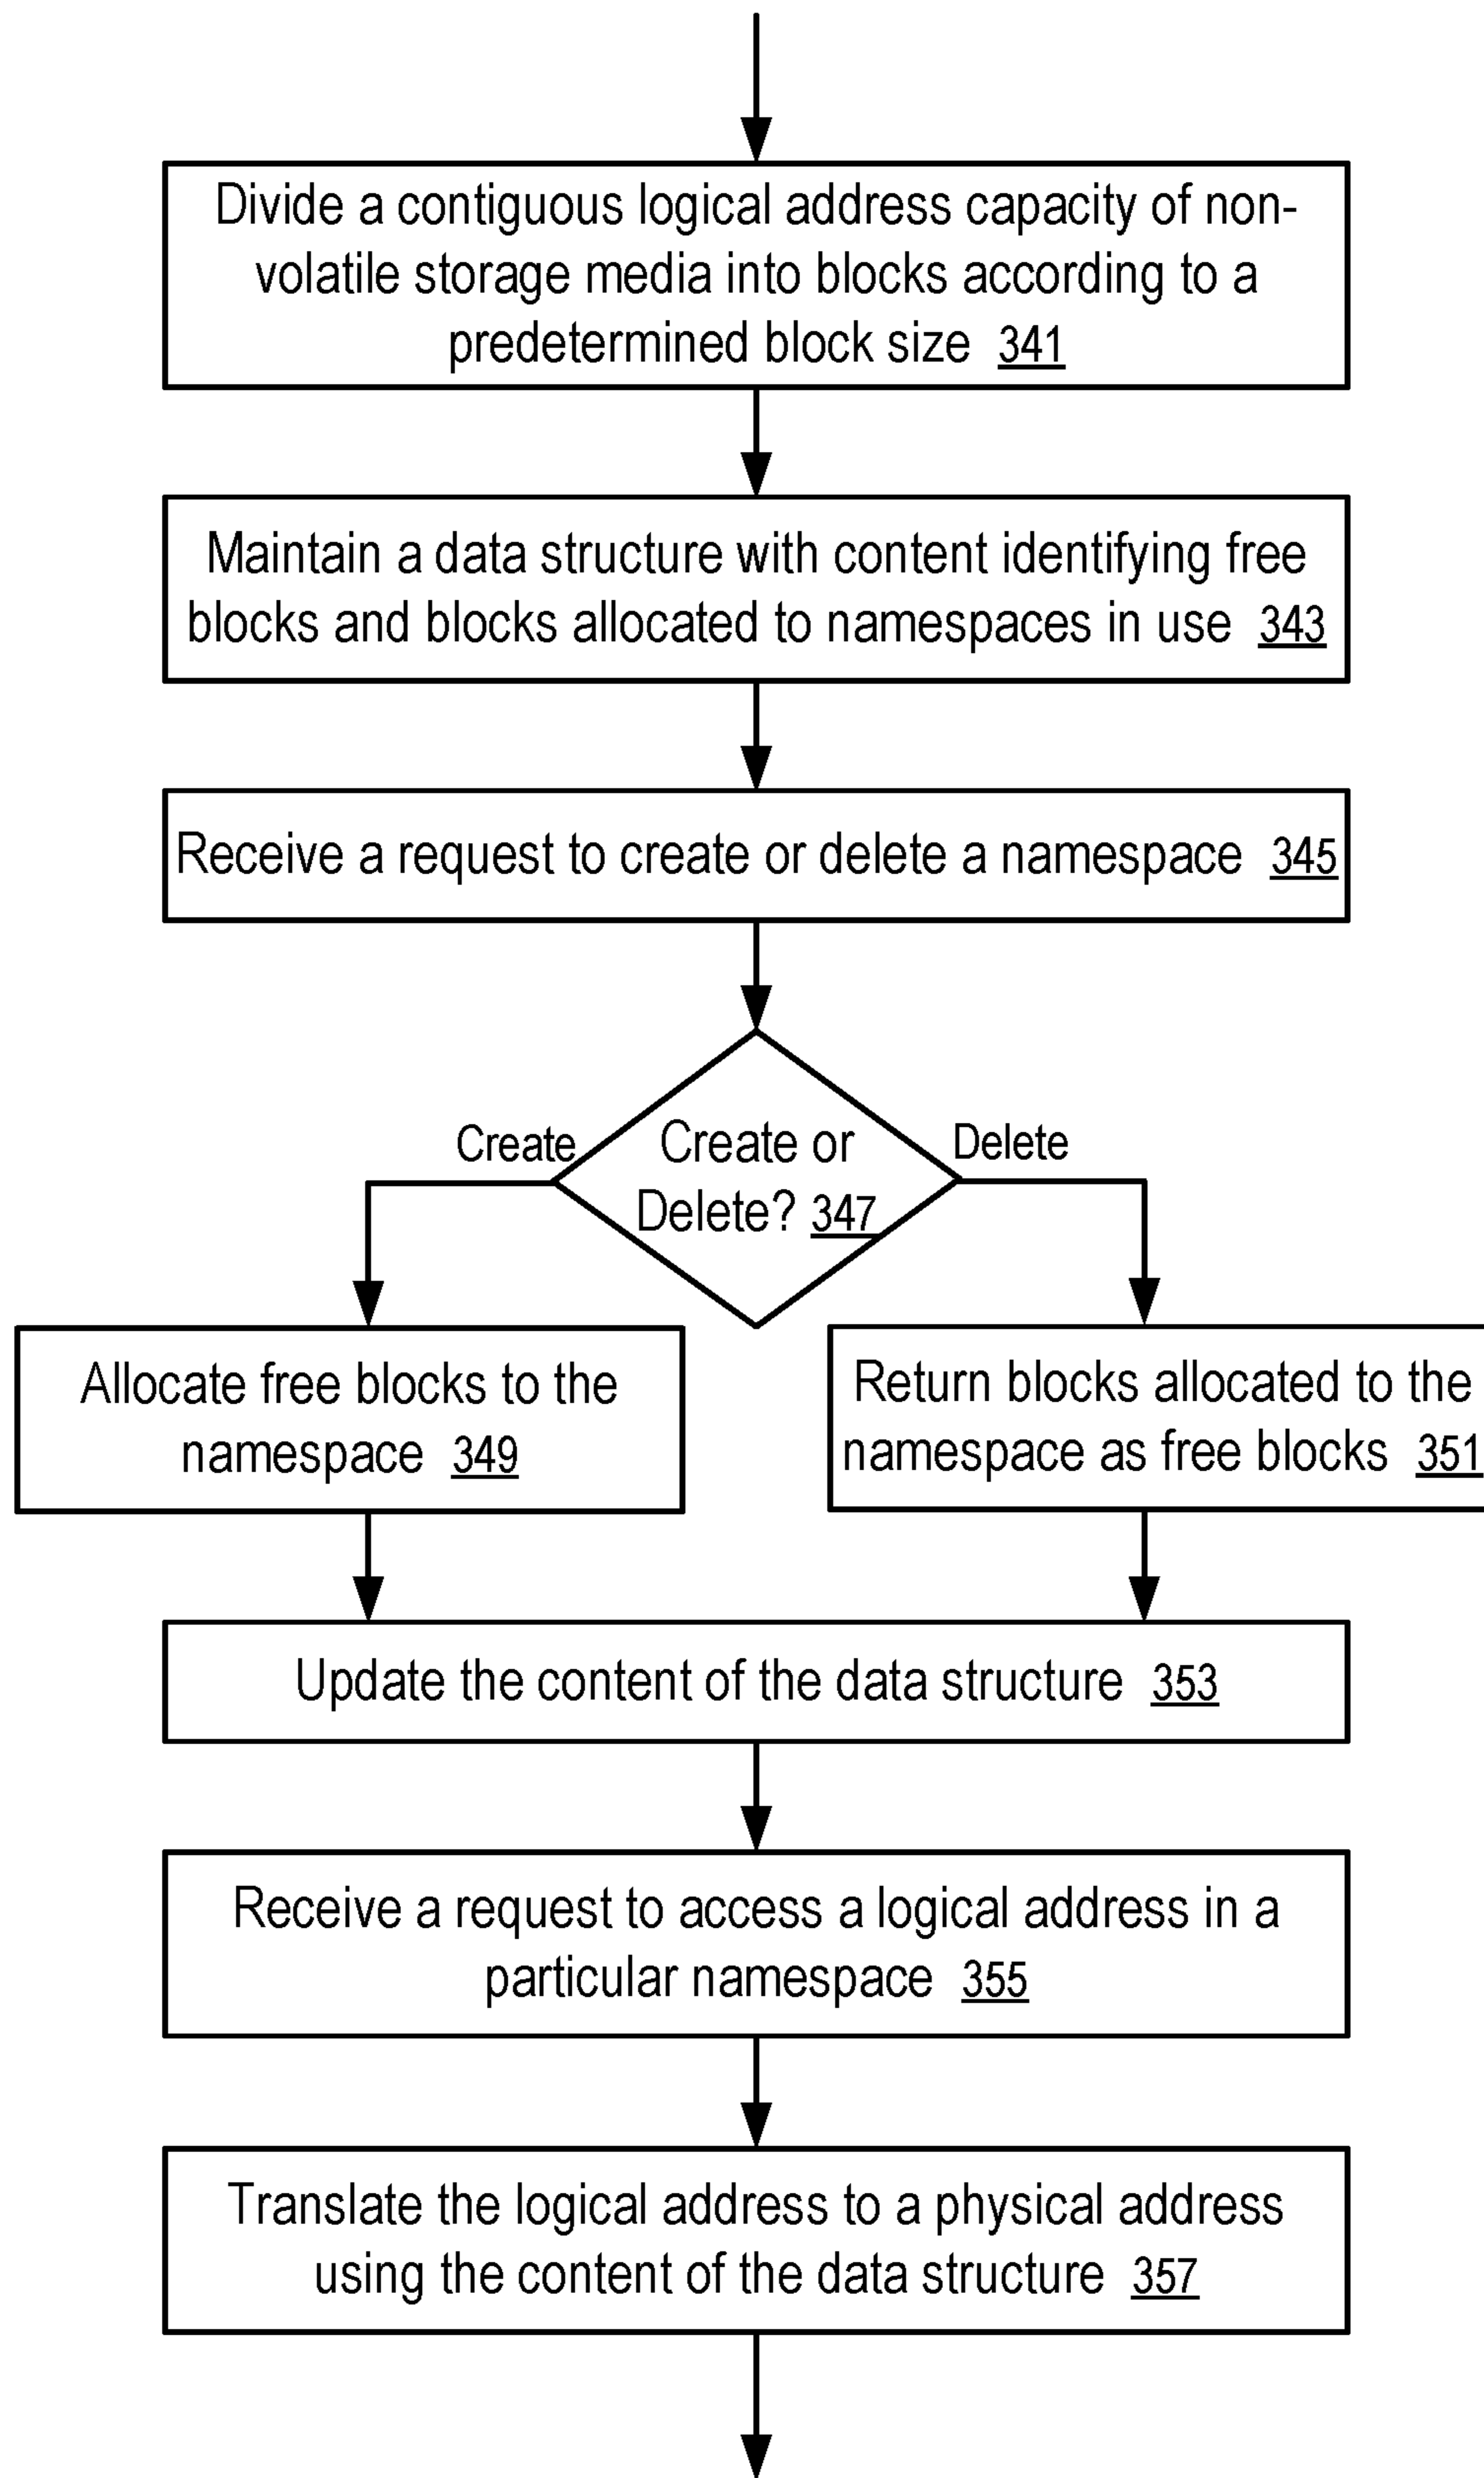 Divide a contiguous logical address capacity of non-
volatile storage media into blocks according to a
predetermined block size 341
Maintain a data structure with content identifying free
blocks and blocks allocated to namespaces in use 343
Receive a request to create or delete a namespace 345
Create
Create or
Delete? 347
Delete
Allocate free blocks to the
namespace 349
Return blocks allocated to the
namespace as free blocks 351
Update the content of the data structure 353
Receive a request to access a logical address in a
particular namespace 355
Translate the logical address to a physical address
using the content of the data structure 357